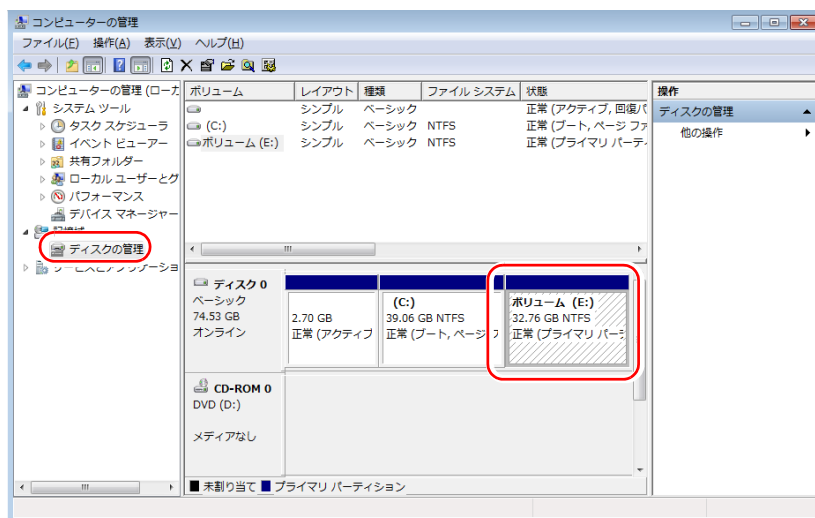 コンピューターの管理
ファイル(F) 操作(A) 表示(V) ヘルプ(H)
コンピューターの管理 (ローカ
システム ツール
タスク スケジューラ
イベント ビューアー
共有フォルダー
ローカル ユーザーとグ
パフォーマンス
デバイス マネージャー
記憶域
ディスクの管理
サービスとアプリケーショ
ボリューム レイアウト 種類 ファイル システム 状態
シンプル ベーシック 正常 (アクティブ, 回復パ
(C:) シンプル ベーシック NTFS 正常 (ブート, ページ ファ
ボリューム (E:) シンプル ベーシック NTFS 正常 (プライマリ パーテ
ディスク 0
ベーシック
74.53 GB
オンライン
2.70 GB
正常 (アクティブ
(C:)
39.06 GB NTFS
正常 (ブート, ページ フ
ボリューム (E:)
32.76 GB NTFS
正常 (プライマリ パーテ
CD-ROM 0
DVD (D:)
メディアなし
未割り当て プライマリ パーティション
操作
ディスクの管理
他の操作